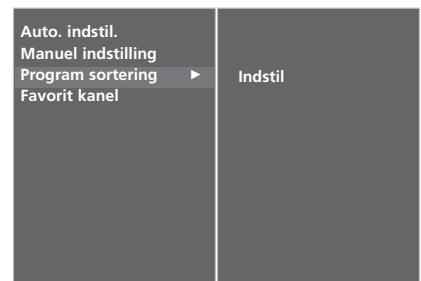 Auto. indstil.
Manuel indstilling
Program sortering ►
Indstil
Favorit kanel